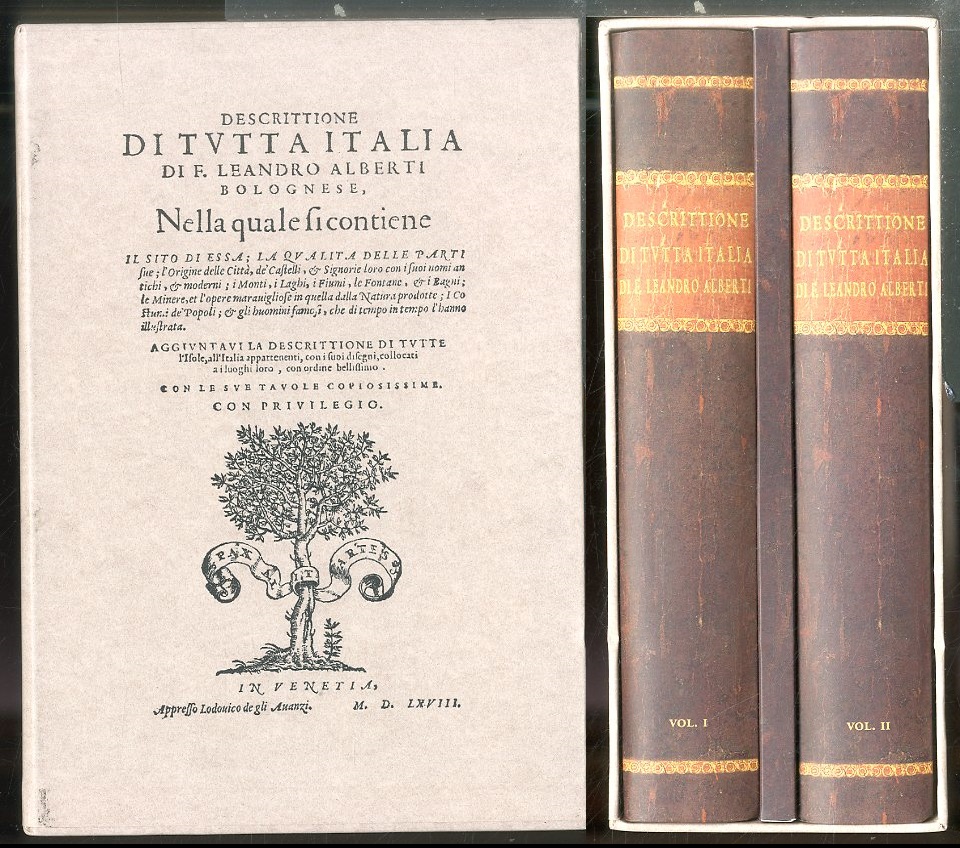 DESCRITTIONE
DI TVTTA ITALIA
DI F. LEANDRO ALBERTI
BOLOGNESE,
Nella quale ſi contiene
IL SITO DI ESSA; LA QVALITA DELLE PARTI
ſue; l'Origine delle Città, de' Caſtelli, & Signorie loro con i ſuoi nomi an
tichi, & moderni; i Monti, i Laghi, i Fiumi, le Fontane, & i Bagni;
le Minere, et l'opere marauiglioſe in quella dalla Natura prodotte; I Co
ſtumi de' Popoli; & gli huomini famoſi, che di tempo in tempo l'hanno
illuſtrata.
AGGIVNTAVI LA DESCRITTIONE DI TVTTE
l'Iſole, all'Italia appartenenti, con i ſuoi diſegni, collocati
a i luoghi loro, con ordine belliſſimo.
CON LE SVE TAVOLE COPIOSISSIME.
CON PRIVILEGIO.
PAX A IT ARTES
IN VENETIA,
Appreſſo Lodouico de gli Auanzi. M. D. LXVIII.
DESCRITTIONE
DI TVTTA ITALIA
DI F. LEANDRO ALBERTI
VOL. I
DESCRITTIONE
DI TVTTA ITALIA
DI F. LEANDRO ALBERTI
VOL. II